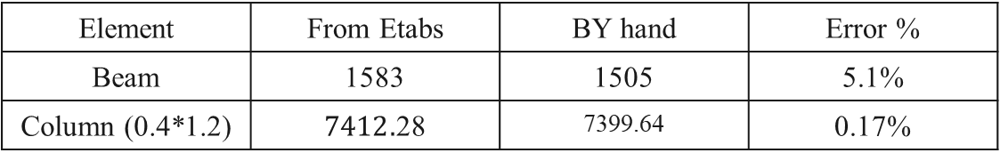 Element From Etabs BY hand Error %
Beam 1583 1505 5.1%
Column (0.4*1.2) 7412.28 7399.64 0.17%